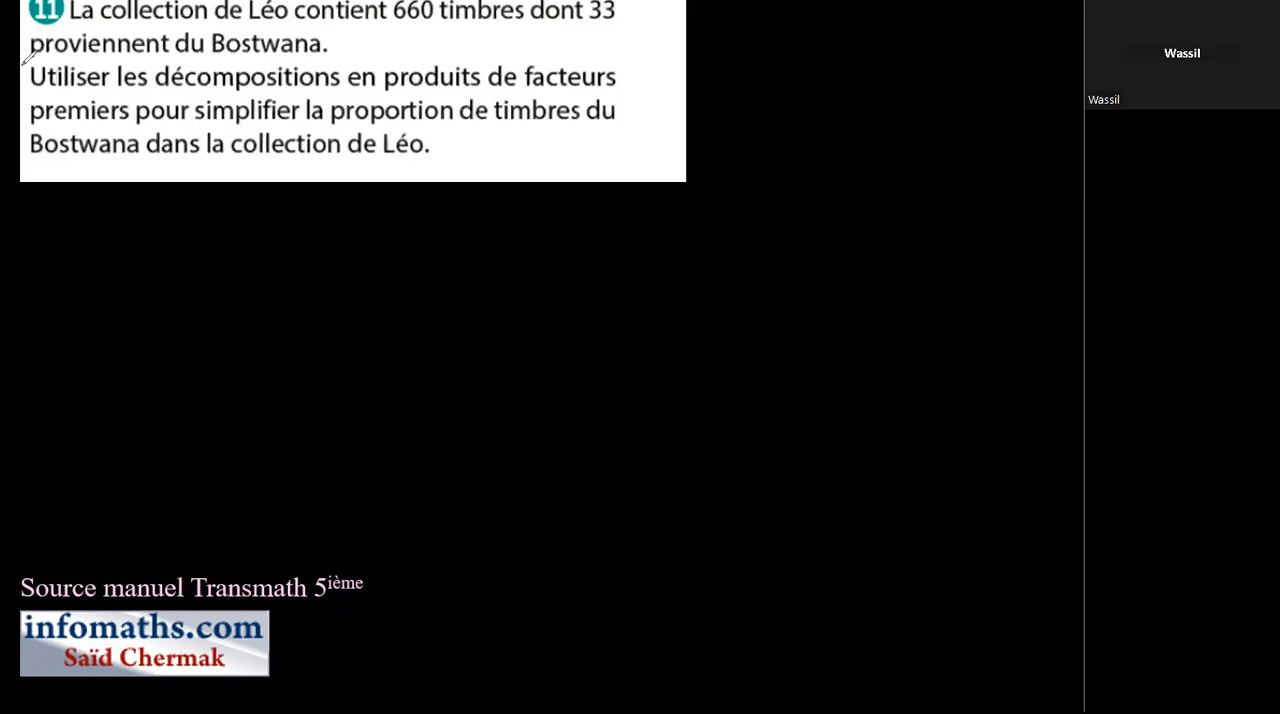 11 La collection de Léo contient 660 timbres dont 33
proviennent du Bostwana.
Utiliser les décompositions en produits de facteurs
premiers pour simplifier la proportion de timbres du
Bostwana dans la collection de Léo.
Wassil
Wassil
Source manuel Transmath 5ième
infomaths.com
Saïd Chermak